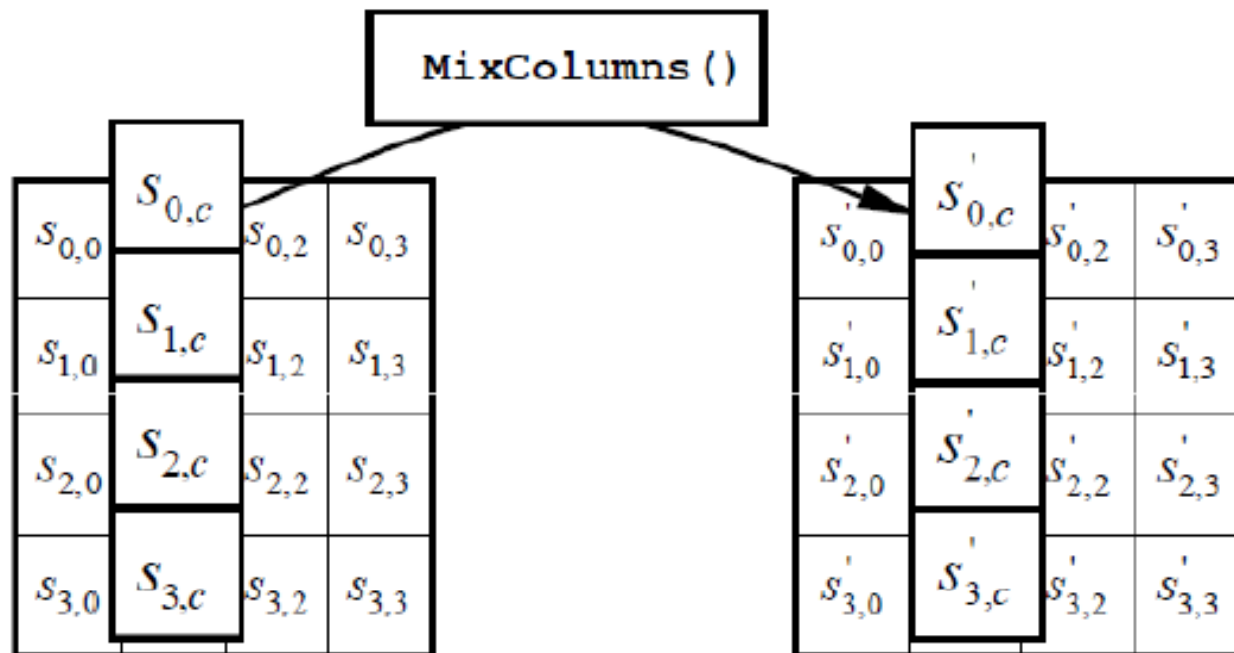 MixColumns()
S0,c S'0,c
S0,0 S0,2 S0,3 S'0,0 S'0,2 S'0,3
S1,c S'1,c
S1,0 S1,2 S1,3 S'1,0 S'1,2 S'1,3
S2,c S'2,c
S2,0 S2,2 S2,3 S'2,0 S'2,2 S'2,3
S3,c S'3,c
S3,0 S3,2 S3,3 S'3,0 S'3,2 S'3,3